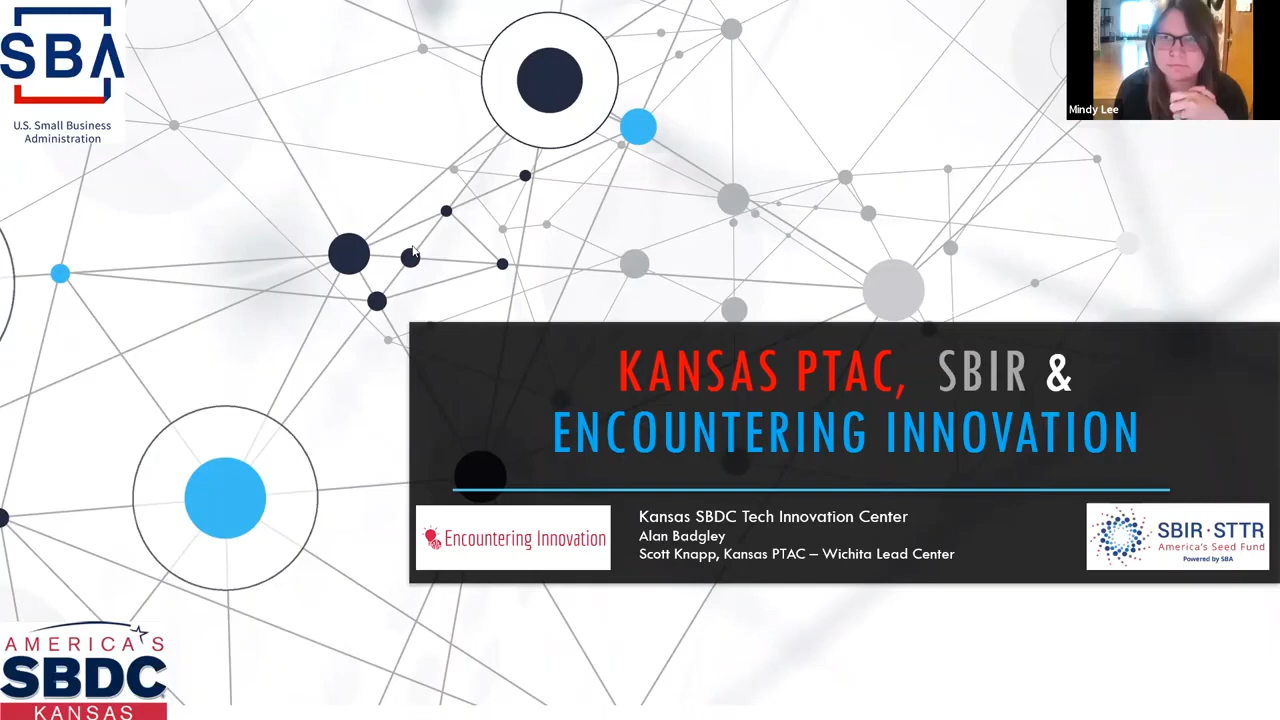 SBA
U.S. Small Business
Administration
Mindy Lee
KANSAS PTAC, SBIR &
ENCOUNTERING INNOVATION
Encountering Innovation
Kansas SBDC Tech Innovation Center
Alan Badgley
Scott Knapp, Kansas PTAC – Wichita Lead Center
SBIR·STTR
America's Seed Fund
Powered by SBA
AMERICA'S
SBDC
KANSAS